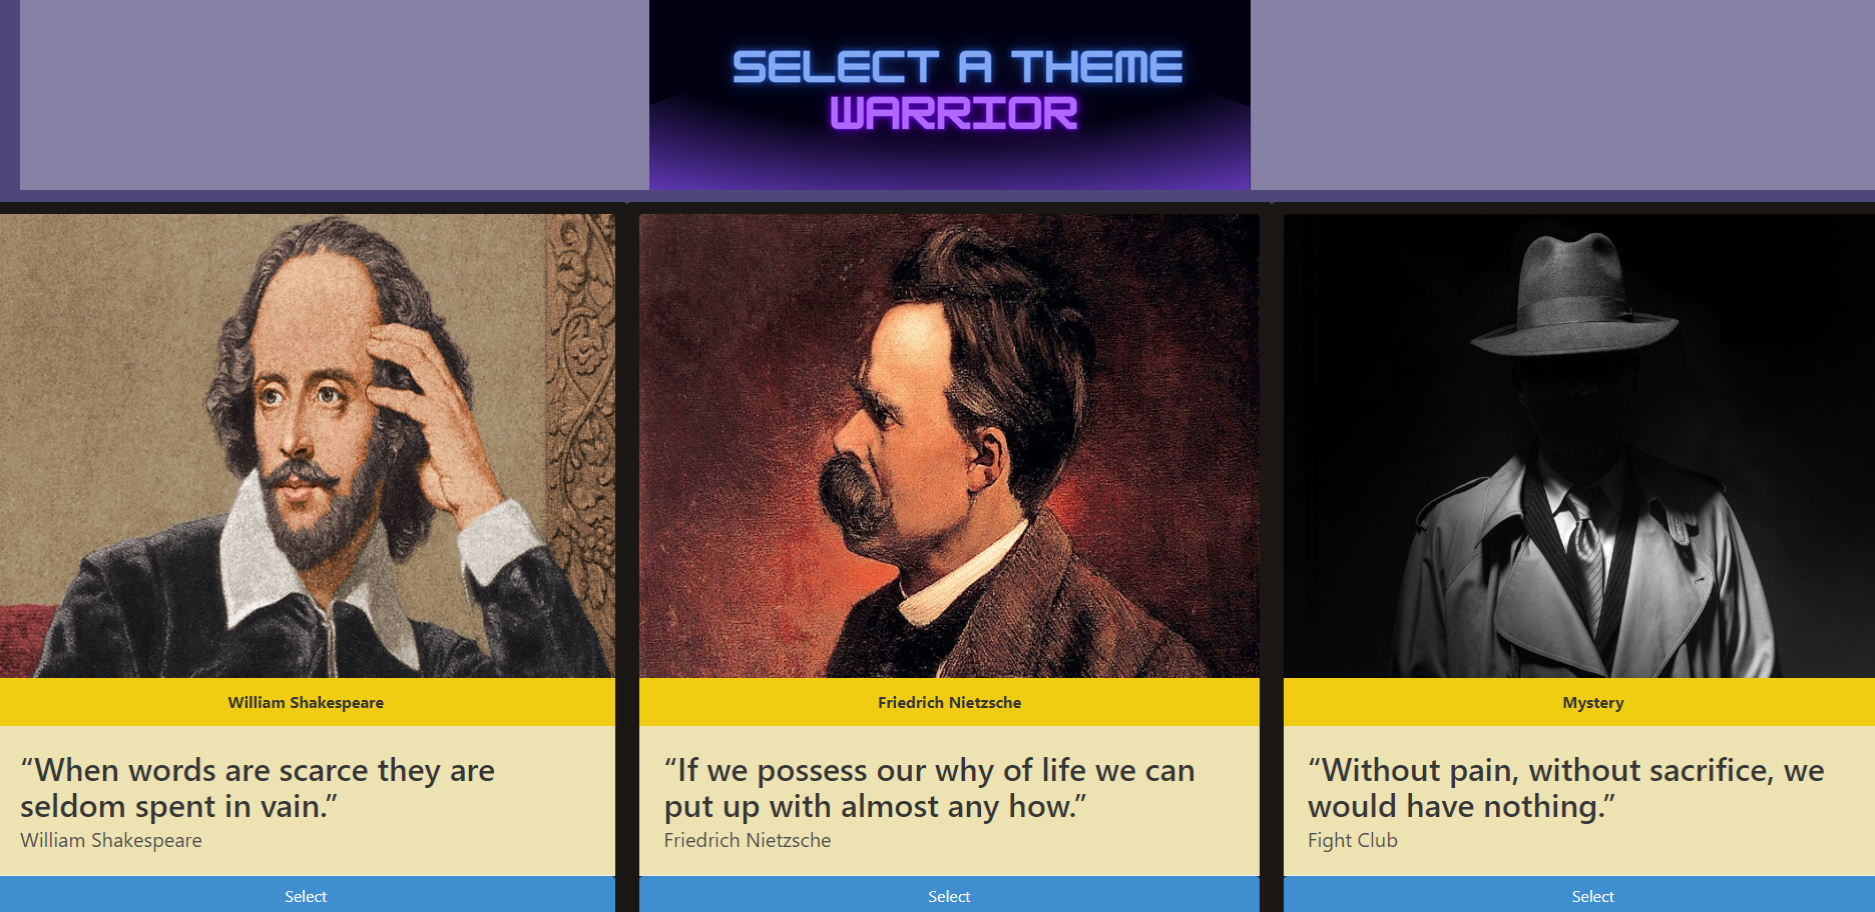 SELECT A THEME
WARRIOR
William Shakespeare
“When words are scarce they are
seldom spent in vain.”
William Shakespeare
Select
Friedrich Nietzsche
“If we possess our why of life we can
put up with almost any how.”
Friedrich Nietzsche
Select
Mystery
“Without pain, without sacrifice, we
would have nothing.”
Fight Club
Select